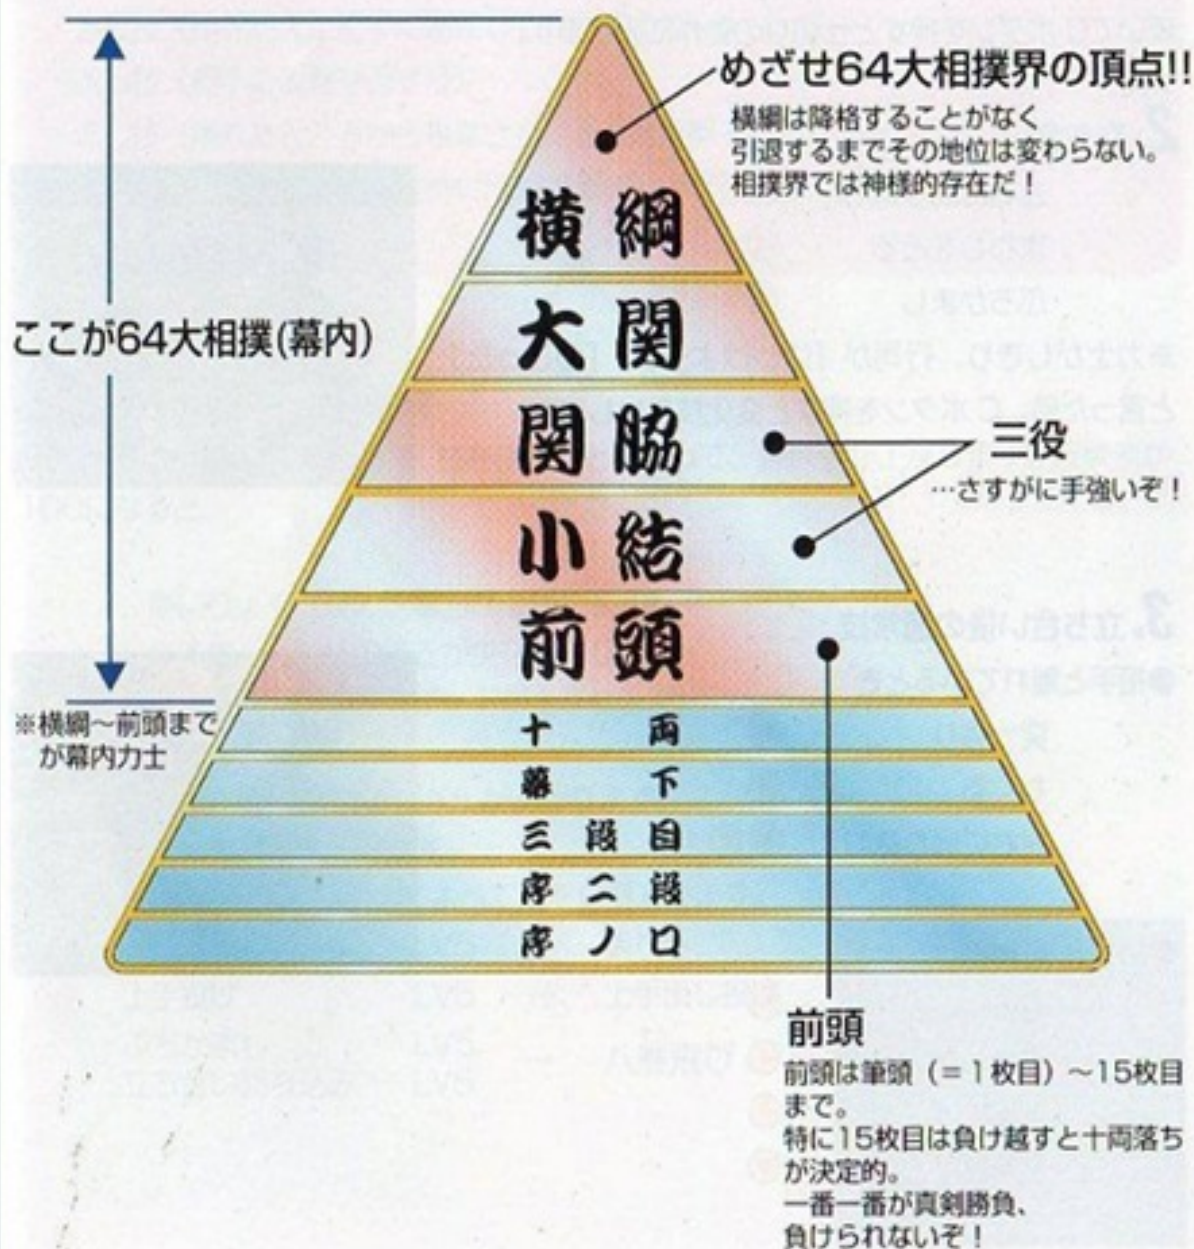 めざせ64大相撲界の頂点!!
横綱は降格することがなく
引退するまでその地位は変わらない。
相撲界では神様的存在だ！
横綱
大関
ここが64大相撲(幕内)
関脇
三役
…さすがに手強いぞ！
小結
前頭
※横綱～前頭まで
が幕内力士
十両
幕下
三段目
序二段
序ノ口
前頭
前頭は筆頭（＝１枚目）～15枚目
まで。
特に15枚目は負け越すと十両落ち
が決定的。
一番一番が真剣勝負、
負けられないぞ！